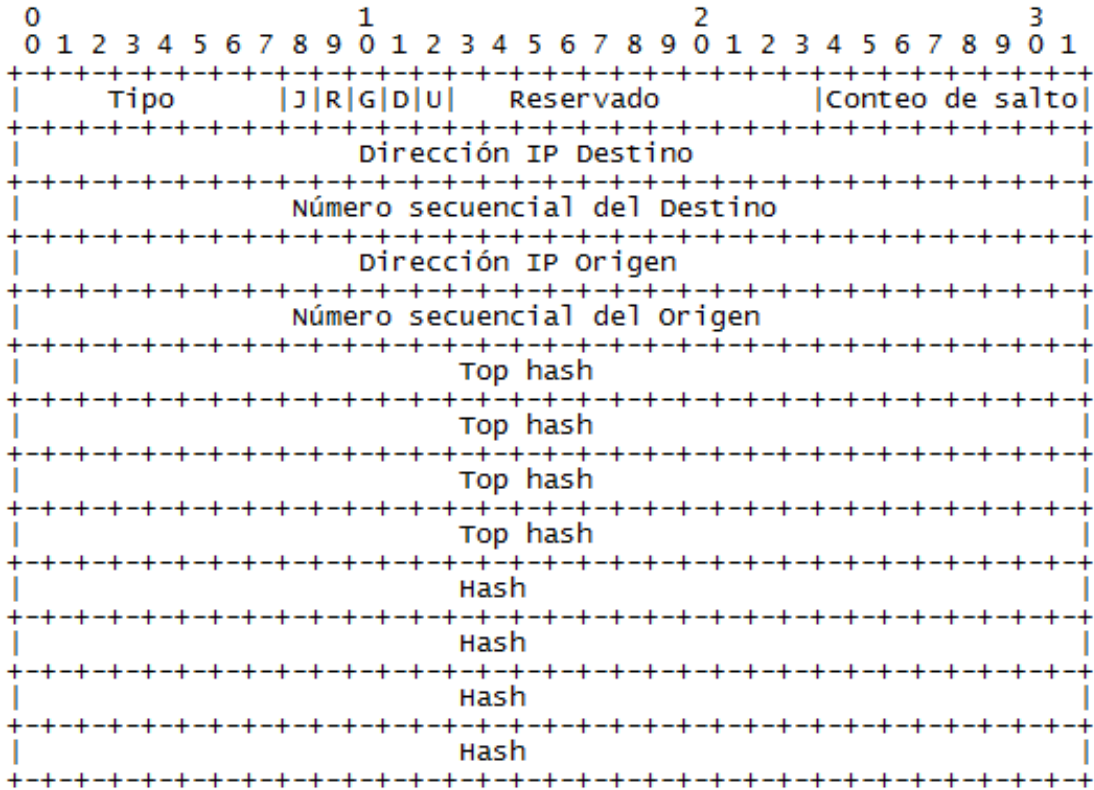 0 1 2 3
0 1 2 3 4 5 6 7 8 9 0 1 2 3 4 5 6 7 8 9 0 1 2 3 4 5 6 7 8 9 0 1
+-+-+-+-+-+-+-+-+-+-+-+-+-+-+-+-+-+-+-+-+-+-+-+-+-+-+-+-+-+-+-+-+
| Tipo |J|R|G|D|U| Reservado |Conteo de salto|
+-+-+-+-+-+-+-+-+-+-+-+-+-+-+-+-+-+-+-+-+-+-+-+-+-+-+-+-+-+-+-+-+
| Dirección IP Destino |
+-+-+-+-+-+-+-+-+-+-+-+-+-+-+-+-+-+-+-+-+-+-+-+-+-+-+-+-+-+-+-+-+
| Número secuencial del Destino |
+-+-+-+-+-+-+-+-+-+-+-+-+-+-+-+-+-+-+-+-+-+-+-+-+-+-+-+-+-+-+-+-+
| Dirección IP Origen |
+-+-+-+-+-+-+-+-+-+-+-+-+-+-+-+-+-+-+-+-+-+-+-+-+-+-+-+-+-+-+-+-+
| Número secuencial del Origen |
+-+-+-+-+-+-+-+-+-+-+-+-+-+-+-+-+-+-+-+-+-+-+-+-+-+-+-+-+-+-+-+-+
| Top hash |
+-+-+-+-+-+-+-+-+-+-+-+-+-+-+-+-+-+-+-+-+-+-+-+-+-+-+-+-+-+-+-+-+
| Top hash |
+-+-+-+-+-+-+-+-+-+-+-+-+-+-+-+-+-+-+-+-+-+-+-+-+-+-+-+-+-+-+-+-+
| Top hash |
+-+-+-+-+-+-+-+-+-+-+-+-+-+-+-+-+-+-+-+-+-+-+-+-+-+-+-+-+-+-+-+-+
| Top hash |
+-+-+-+-+-+-+-+-+-+-+-+-+-+-+-+-+-+-+-+-+-+-+-+-+-+-+-+-+-+-+-+-+
| Hash |
+-+-+-+-+-+-+-+-+-+-+-+-+-+-+-+-+-+-+-+-+-+-+-+-+-+-+-+-+-+-+-+-+
| Hash |
+-+-+-+-+-+-+-+-+-+-+-+-+-+-+-+-+-+-+-+-+-+-+-+-+-+-+-+-+-+-+-+-+
| Hash |
+-+-+-+-+-+-+-+-+-+-+-+-+-+-+-+-+-+-+-+-+-+-+-+-+-+-+-+-+-+-+-+-+
| Hash |
+-+-+-+-+-+-+-+-+-+-+-+-+-+-+-+-+-+-+-+-+-+-+-+-+-+-+-+-+-+-+-+-+